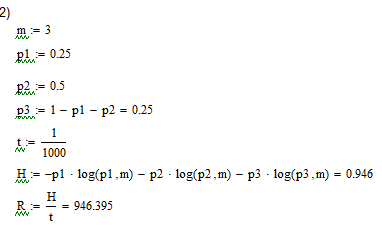 2)
m := 3
p1 := 0.25
p2 := 0.5
p3 := 1 − p1 − p2 = 0.25
t := 1/1000
H := −p1 · log(p1 ,m) − p2 · log(p2 ,m) − p3 · log(p3 ,m) = 0.946
R := H/t = 946.395